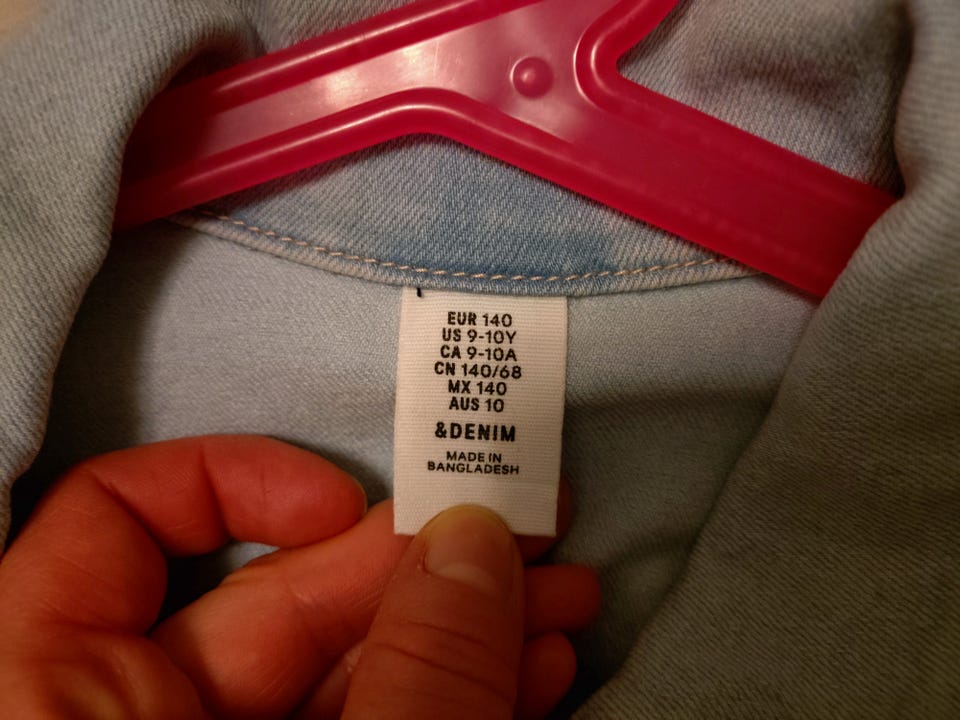 EUR 140
US 9-10Y
CA 9-10A
CN 140/68
MX 140
AUS 10
&DENIM
MADE IN
BANGLADESH